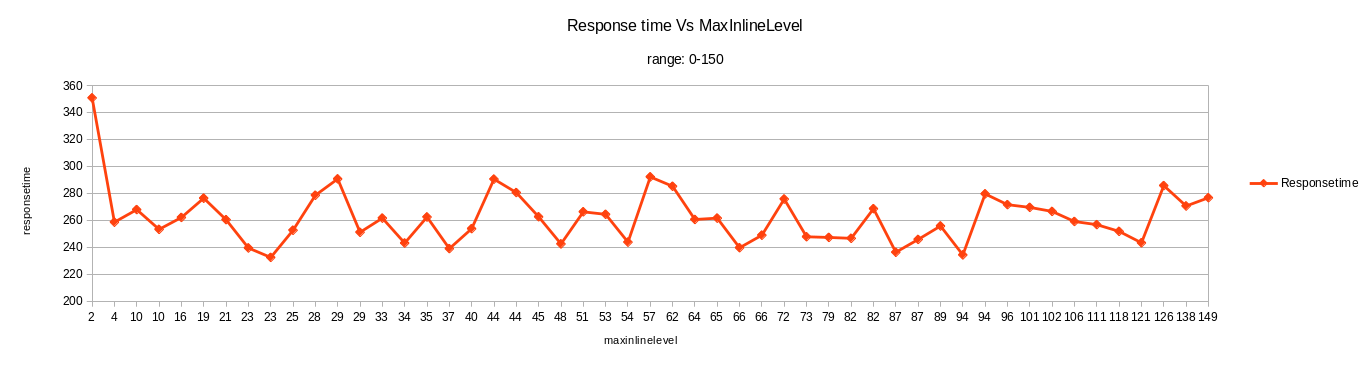 Response time Vs MaxInlineLevel
range: 0-150
360
340
320
300
280
260
240
220
200
responsetime
2 4 10 10 16 19 21 23 23 25 28 29 29 33 34 35 37 40 44 44 45 48 51 53 54 57 62 64 65 66 66 72 73 79 82 82 87 87 89 94 94 96 101 102 106 111 118 121 126 138 149
maxinlinelevel
Responsetime